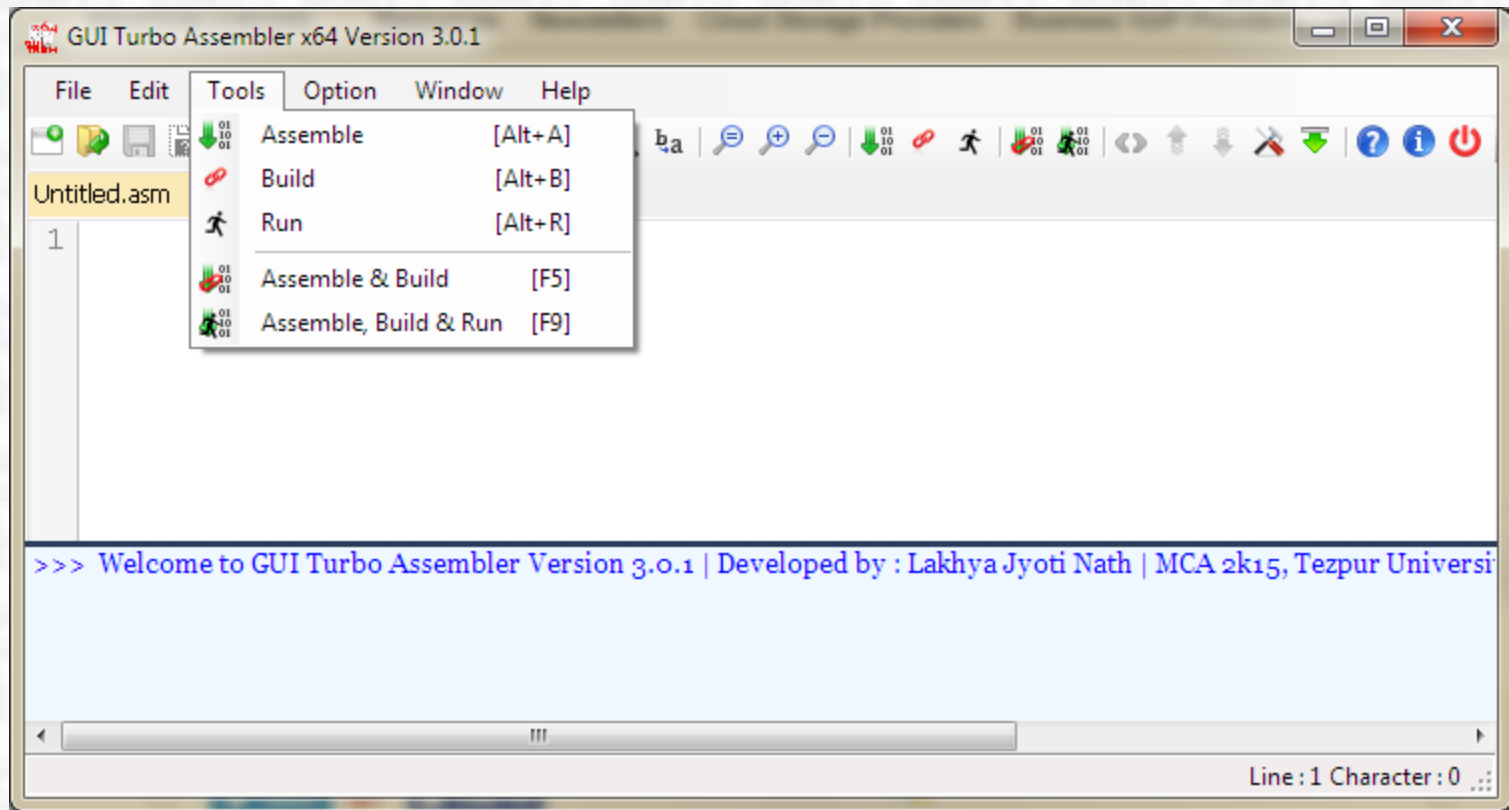 GUI Turbo Assembler x64 Version 3.0.1
File Edit Tools Option Window Help
Assemble [Alt+A]
Build [Alt+B]
Run [Alt+R]
Assemble & Build [F5]
Assemble, Build & Run [F9]
Untitled.asm
1
>>> Welcome to GUI Turbo Assembler Version 3.0.1 | Developed by : Lakhya Jyoti Nath | MCA 2k15, Tezpur Universi
Line : 1 Character : 0